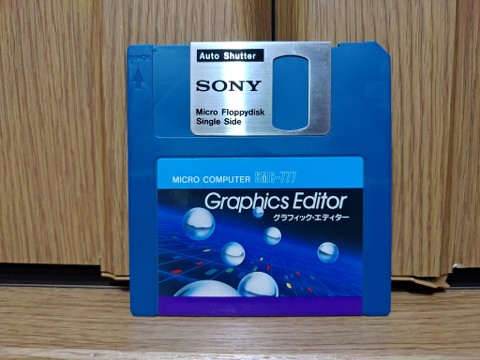 Auto Shutter
SONY
Micro Floppydisk
Single Side
MICRO COMPUTER SMC-777
Graphics Editor
グラフィック・エディター